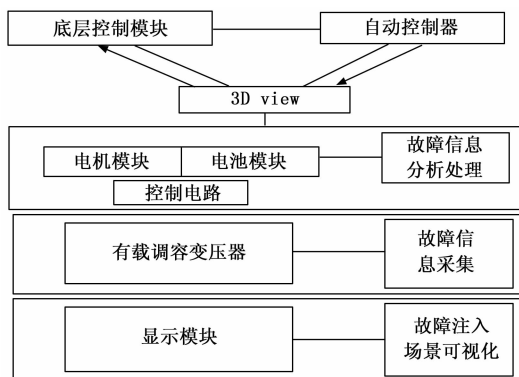 底层控制模块
自动控制器
3D view
电机模块
电池模块
控制电路
故障信息
分析处理
有载调容变压器
故障信
息采集
显示模块
故障注入
场景可视化